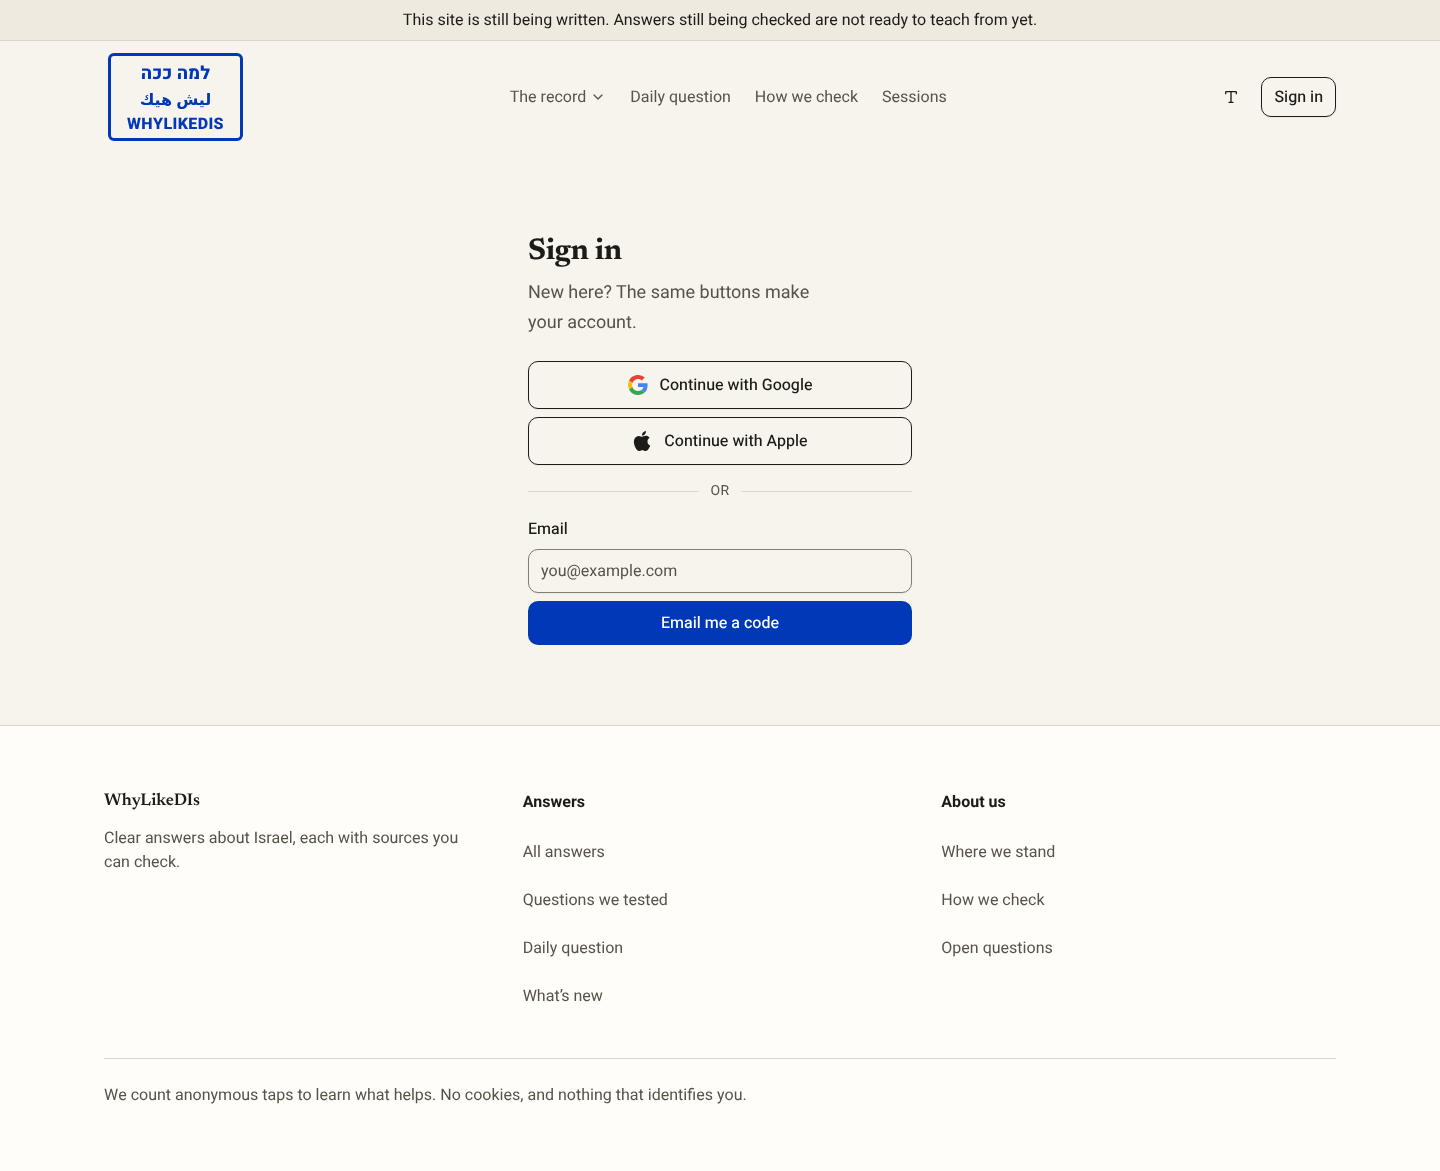 This site is still being written. Answers still being checked are not ready to teach from yet.
למה ככה
ليش هيك
WHYLIKEDIS
The record
Daily question
How we check
Sessions
T
Sign in
Sign in
New here? The same buttons make
your account.
Continue with Google
Continue with Apple
OR
Email
you@example.com
Email me a code
WhyLikeDIs
Clear answers about Israel, each with sources you
can check.
Answers
All answers
Questions we tested
Daily question
What's new
About us
Where we stand
How we check
Open questions
We count anonymous taps to learn what helps. No cookies, and nothing that identifies you.